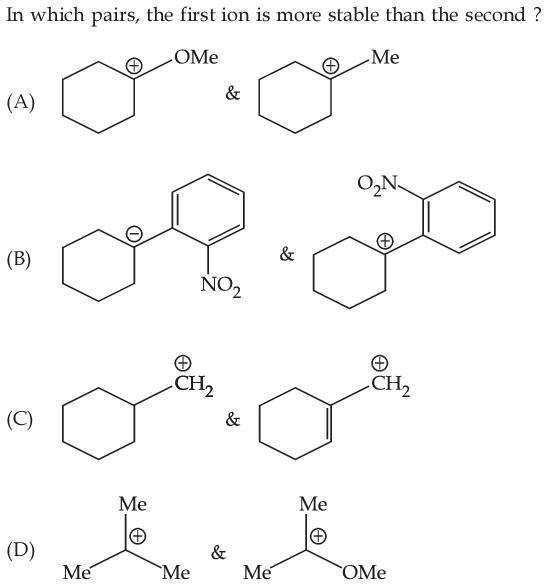 In which pairs, the first ion is more stable than the second ?
(A) ⊕ OMe & ⊕ Me
(B) ⊖ NO₂ & O₂N ⊕
(C) ⊕ CH₂ & ⊕ CH₂
(D) Me ⊕ Me Me & Me ⊕ Me OMe